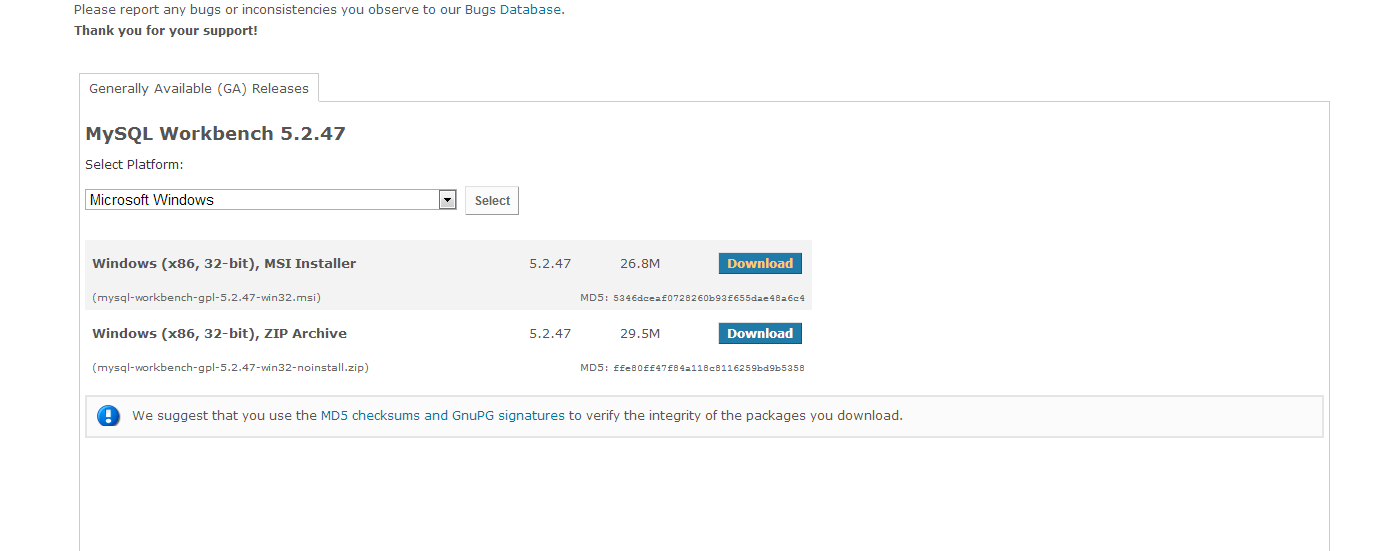 Please report any bugs or inconsistencies you observe to our Bugs Database.
Thank you for your support!
Generally Available (GA) Releases
MySQL Workbench 5.2.47
Select Platform:
Microsoft Windows Select
Windows (x86, 32-bit), MSI Installer 5.2.47 26.8M Download
(mysql-workbench-gpl-5.2.47-win32.msi) MD5: 5346dceaf0728260b93f655dae48a6c4
Windows (x86, 32-bit), ZIP Archive 5.2.47 29.5M Download
(mysql-workbench-gpl-5.2.47-win32-noinstall.zip) MD5: ffe80ff47f84a118c8116259bd9b5358
We suggest that you use the MD5 checksums and GnuPG signatures to verify the integrity of the packages you download.